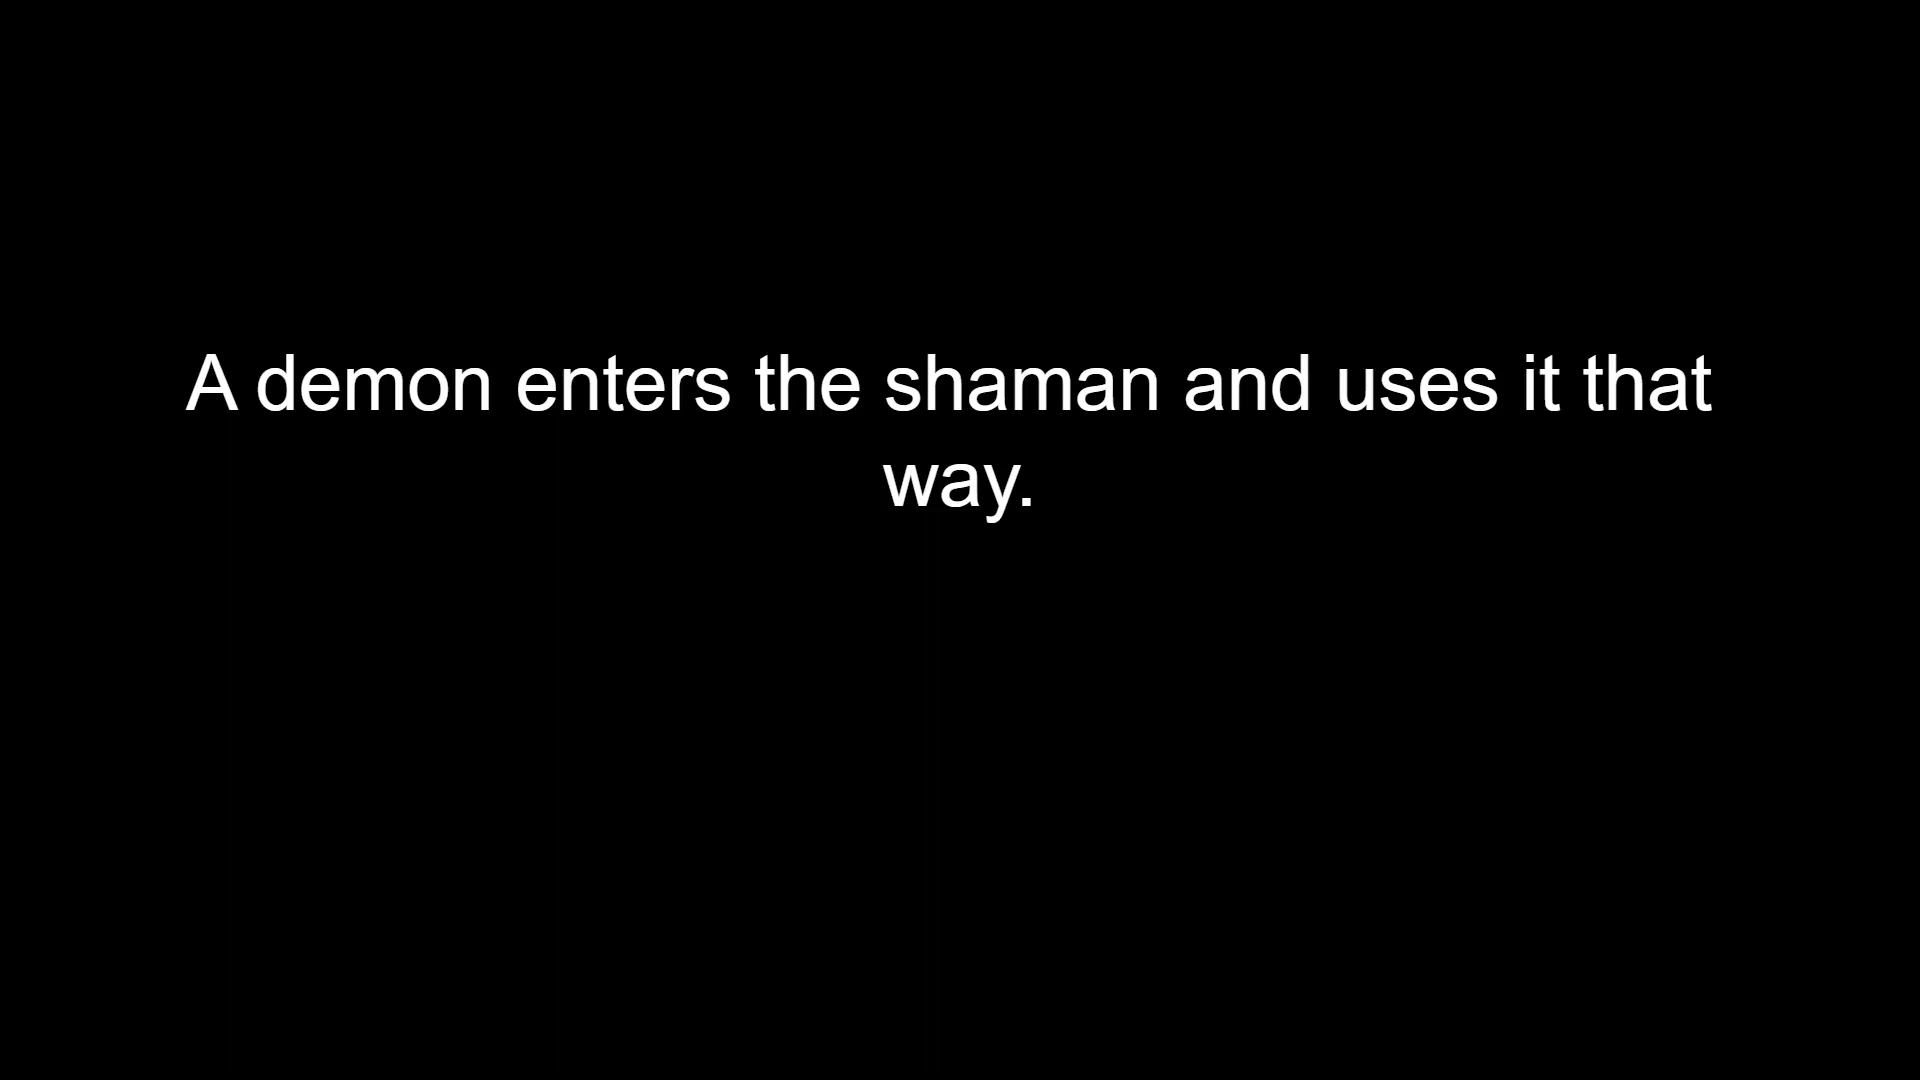 A demon enters the shaman and uses it that
way.